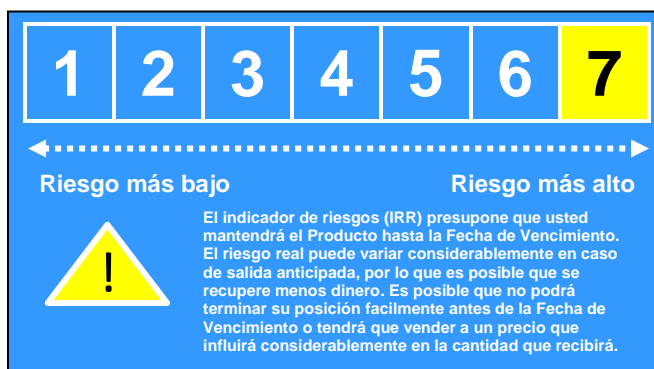 1 2 3 4 5 6 7
Riesgo más bajo Riesgo más alto
!
El indicador de riesgos (IRR) presupone que usted
mantendrá el Producto hasta la Fecha de Vencimiento.
El riesgo real puede variar considerablemente en caso
de salida anticipada, por lo que es posible que se
recupere menos dinero. Es posible que no podrá
terminar su posición facilmente antes de la Fecha de
Vencimiento o tendrá que vender a un precio que
influirá considerablemente en la cantidad que recibirá.